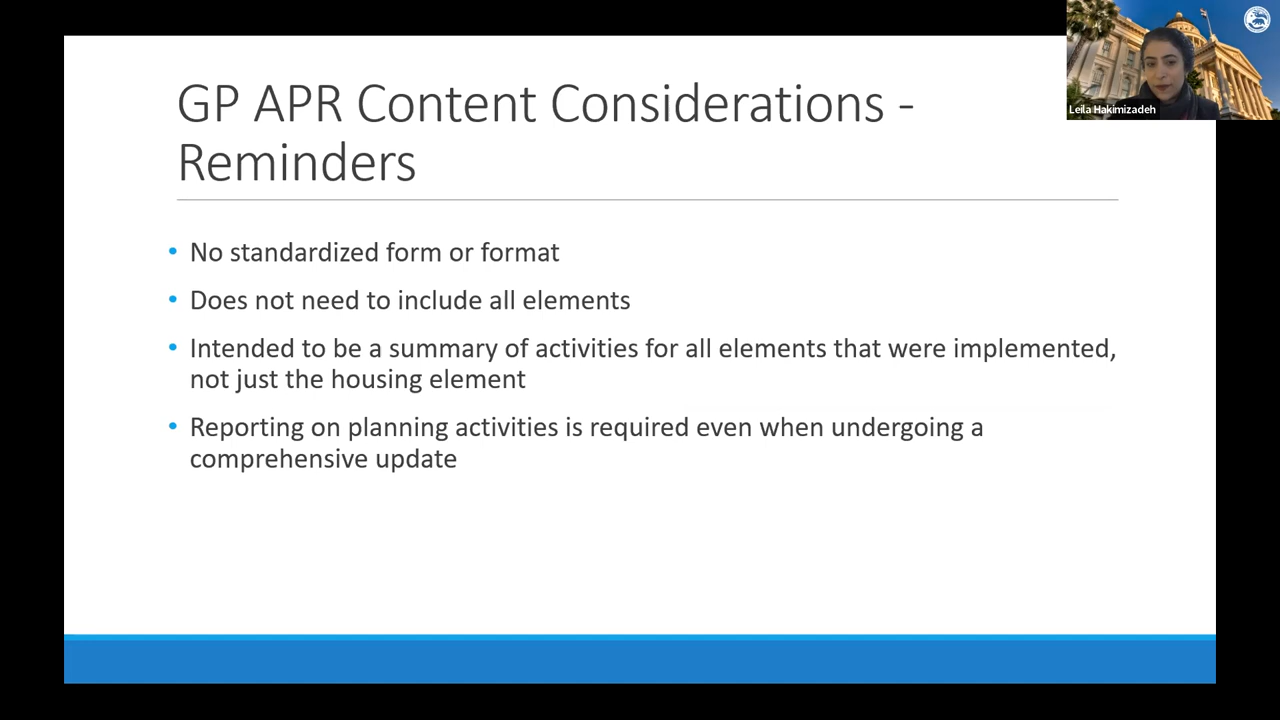 GP APR Content Considerations -
Reminders
• No standardized form or format
• Does not need to include all elements
• Intended to be a summary of activities for all elements that were implemented,
not just the housing element
• Reporting on planning activities is required even when undergoing a
comprehensive update
Leila Hakimizadeh